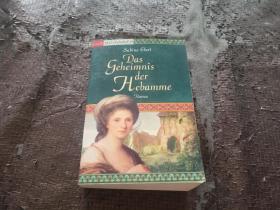 Sabine Ebert
Das
Geheimnis
der
Hebamme
Roman